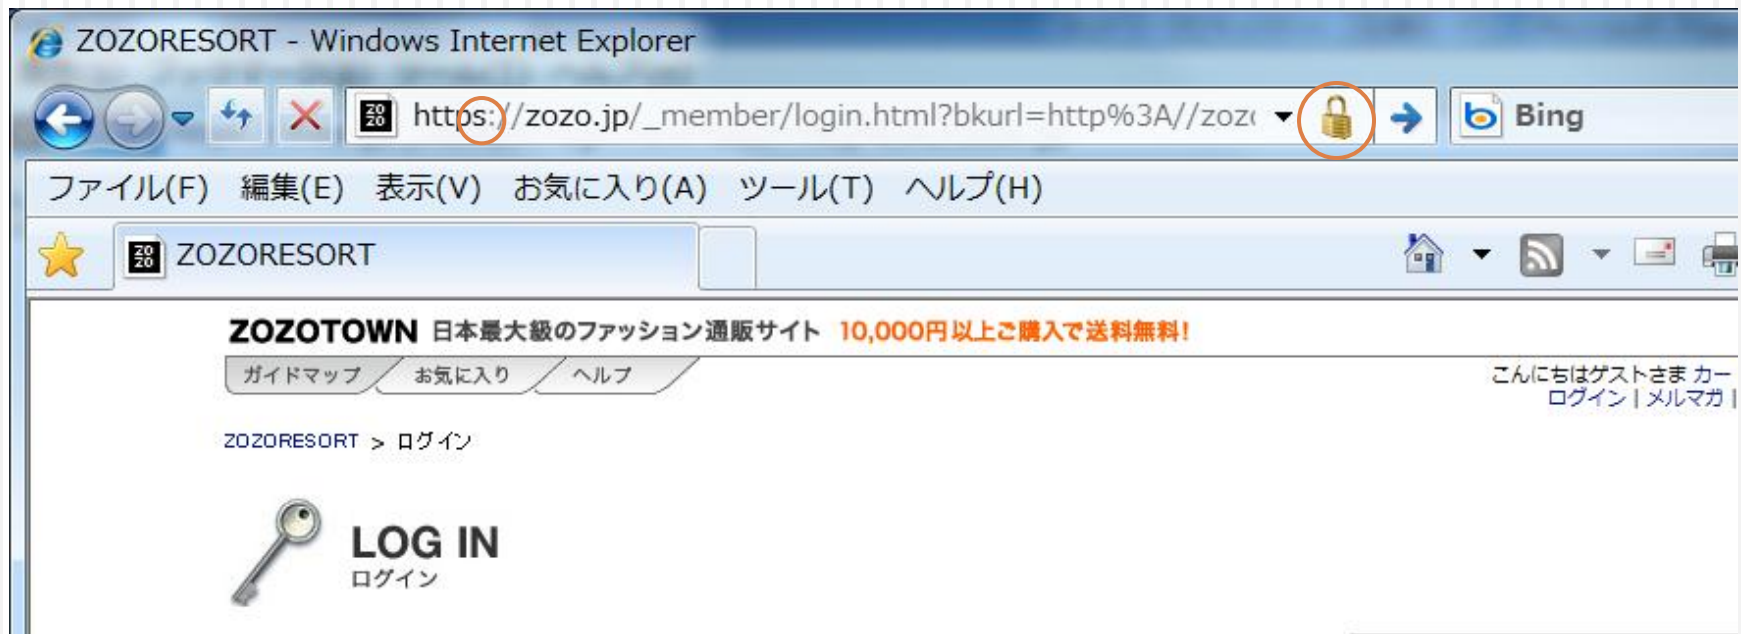 ZOZORESORT - Windows Internet Explorer
https://zozo.jp/_member/login.html?bkurl=http%3A//zozo
Bing
ファイル(F) 編集(E) 表示(V) お気に入り(A) ツール(T) ヘルプ(H)
ZOZORESORT
ZOZOTOWN 日本最大級のファッション通販サイト 10,000円以上ご購入で送料無料!
ガイドマップ お気に入り ヘルプ
こんにちはゲストさま カー
ログイン | メルマガ |
ZOZORESORT > ログイン
LOG IN
ログイン